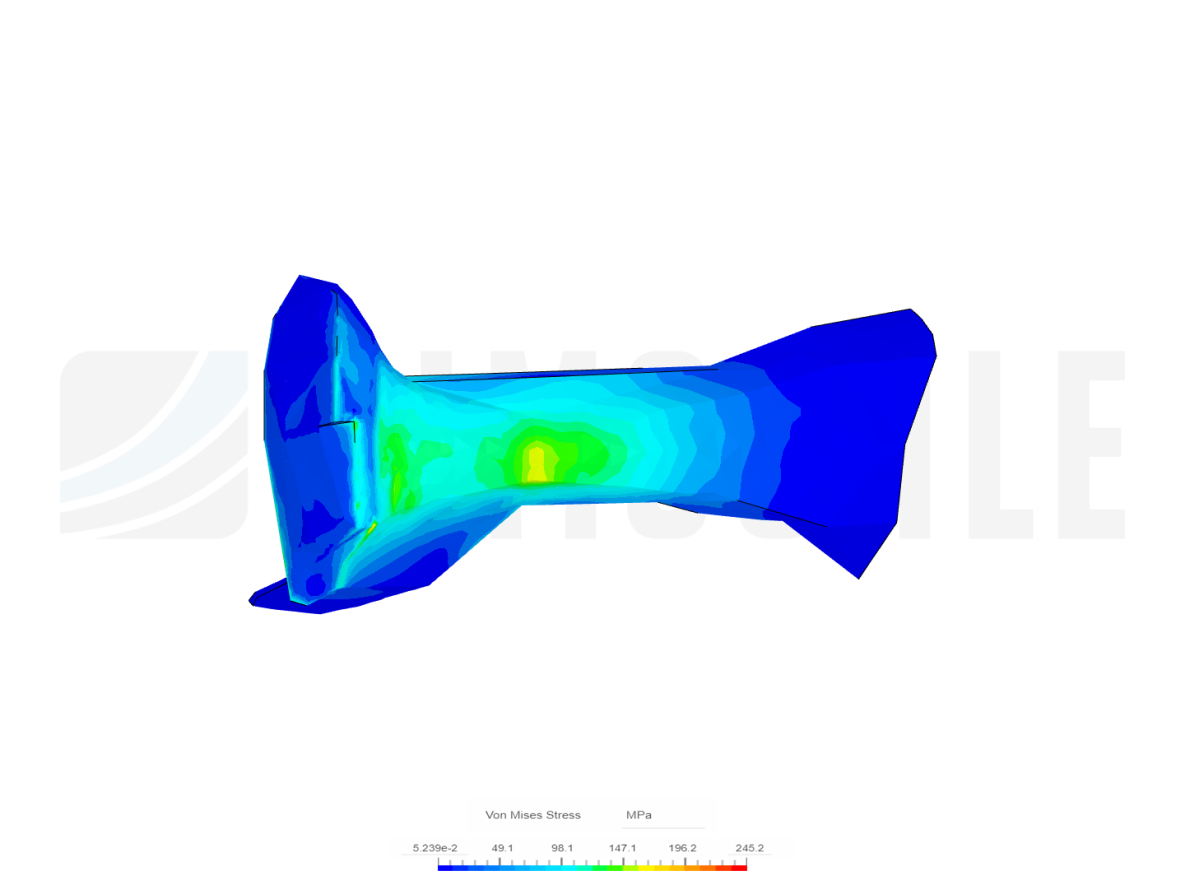 Von Mises Stress MPa
5.239e-2 49.1 98.1 147.1 196.2 245.2